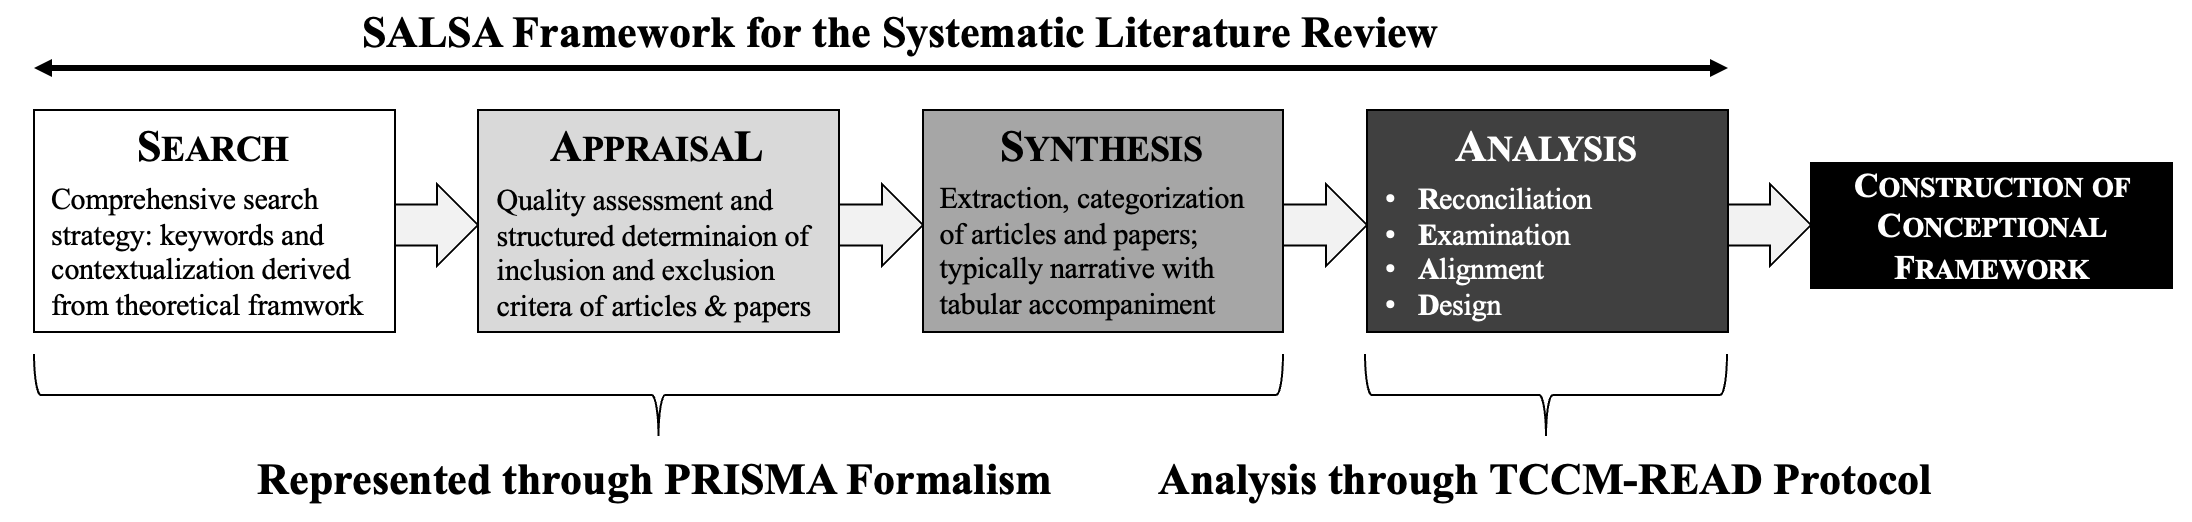 SALSA Framework for the Systematic Literature Review
SEARCH
Comprehensive search
strategy: keywords and
contextualization derived
from theoretical framwork
APPRAISAL
Quality assessment and
structured determinaion of
inclusion and exclusion
critera of articles & papers
SYNTHESIS
Extraction, categorization
of articles and papers;
typically narrative with
tabular accompaniment
ANALYSIS
• Reconciliation
• Examination
• Alignment
• Design
CONSTRUCTION OF
CONCEPTIONAL
FRAMEWORK
Represented through PRISMA Formalism
Analysis through TCCM-READ Protocol